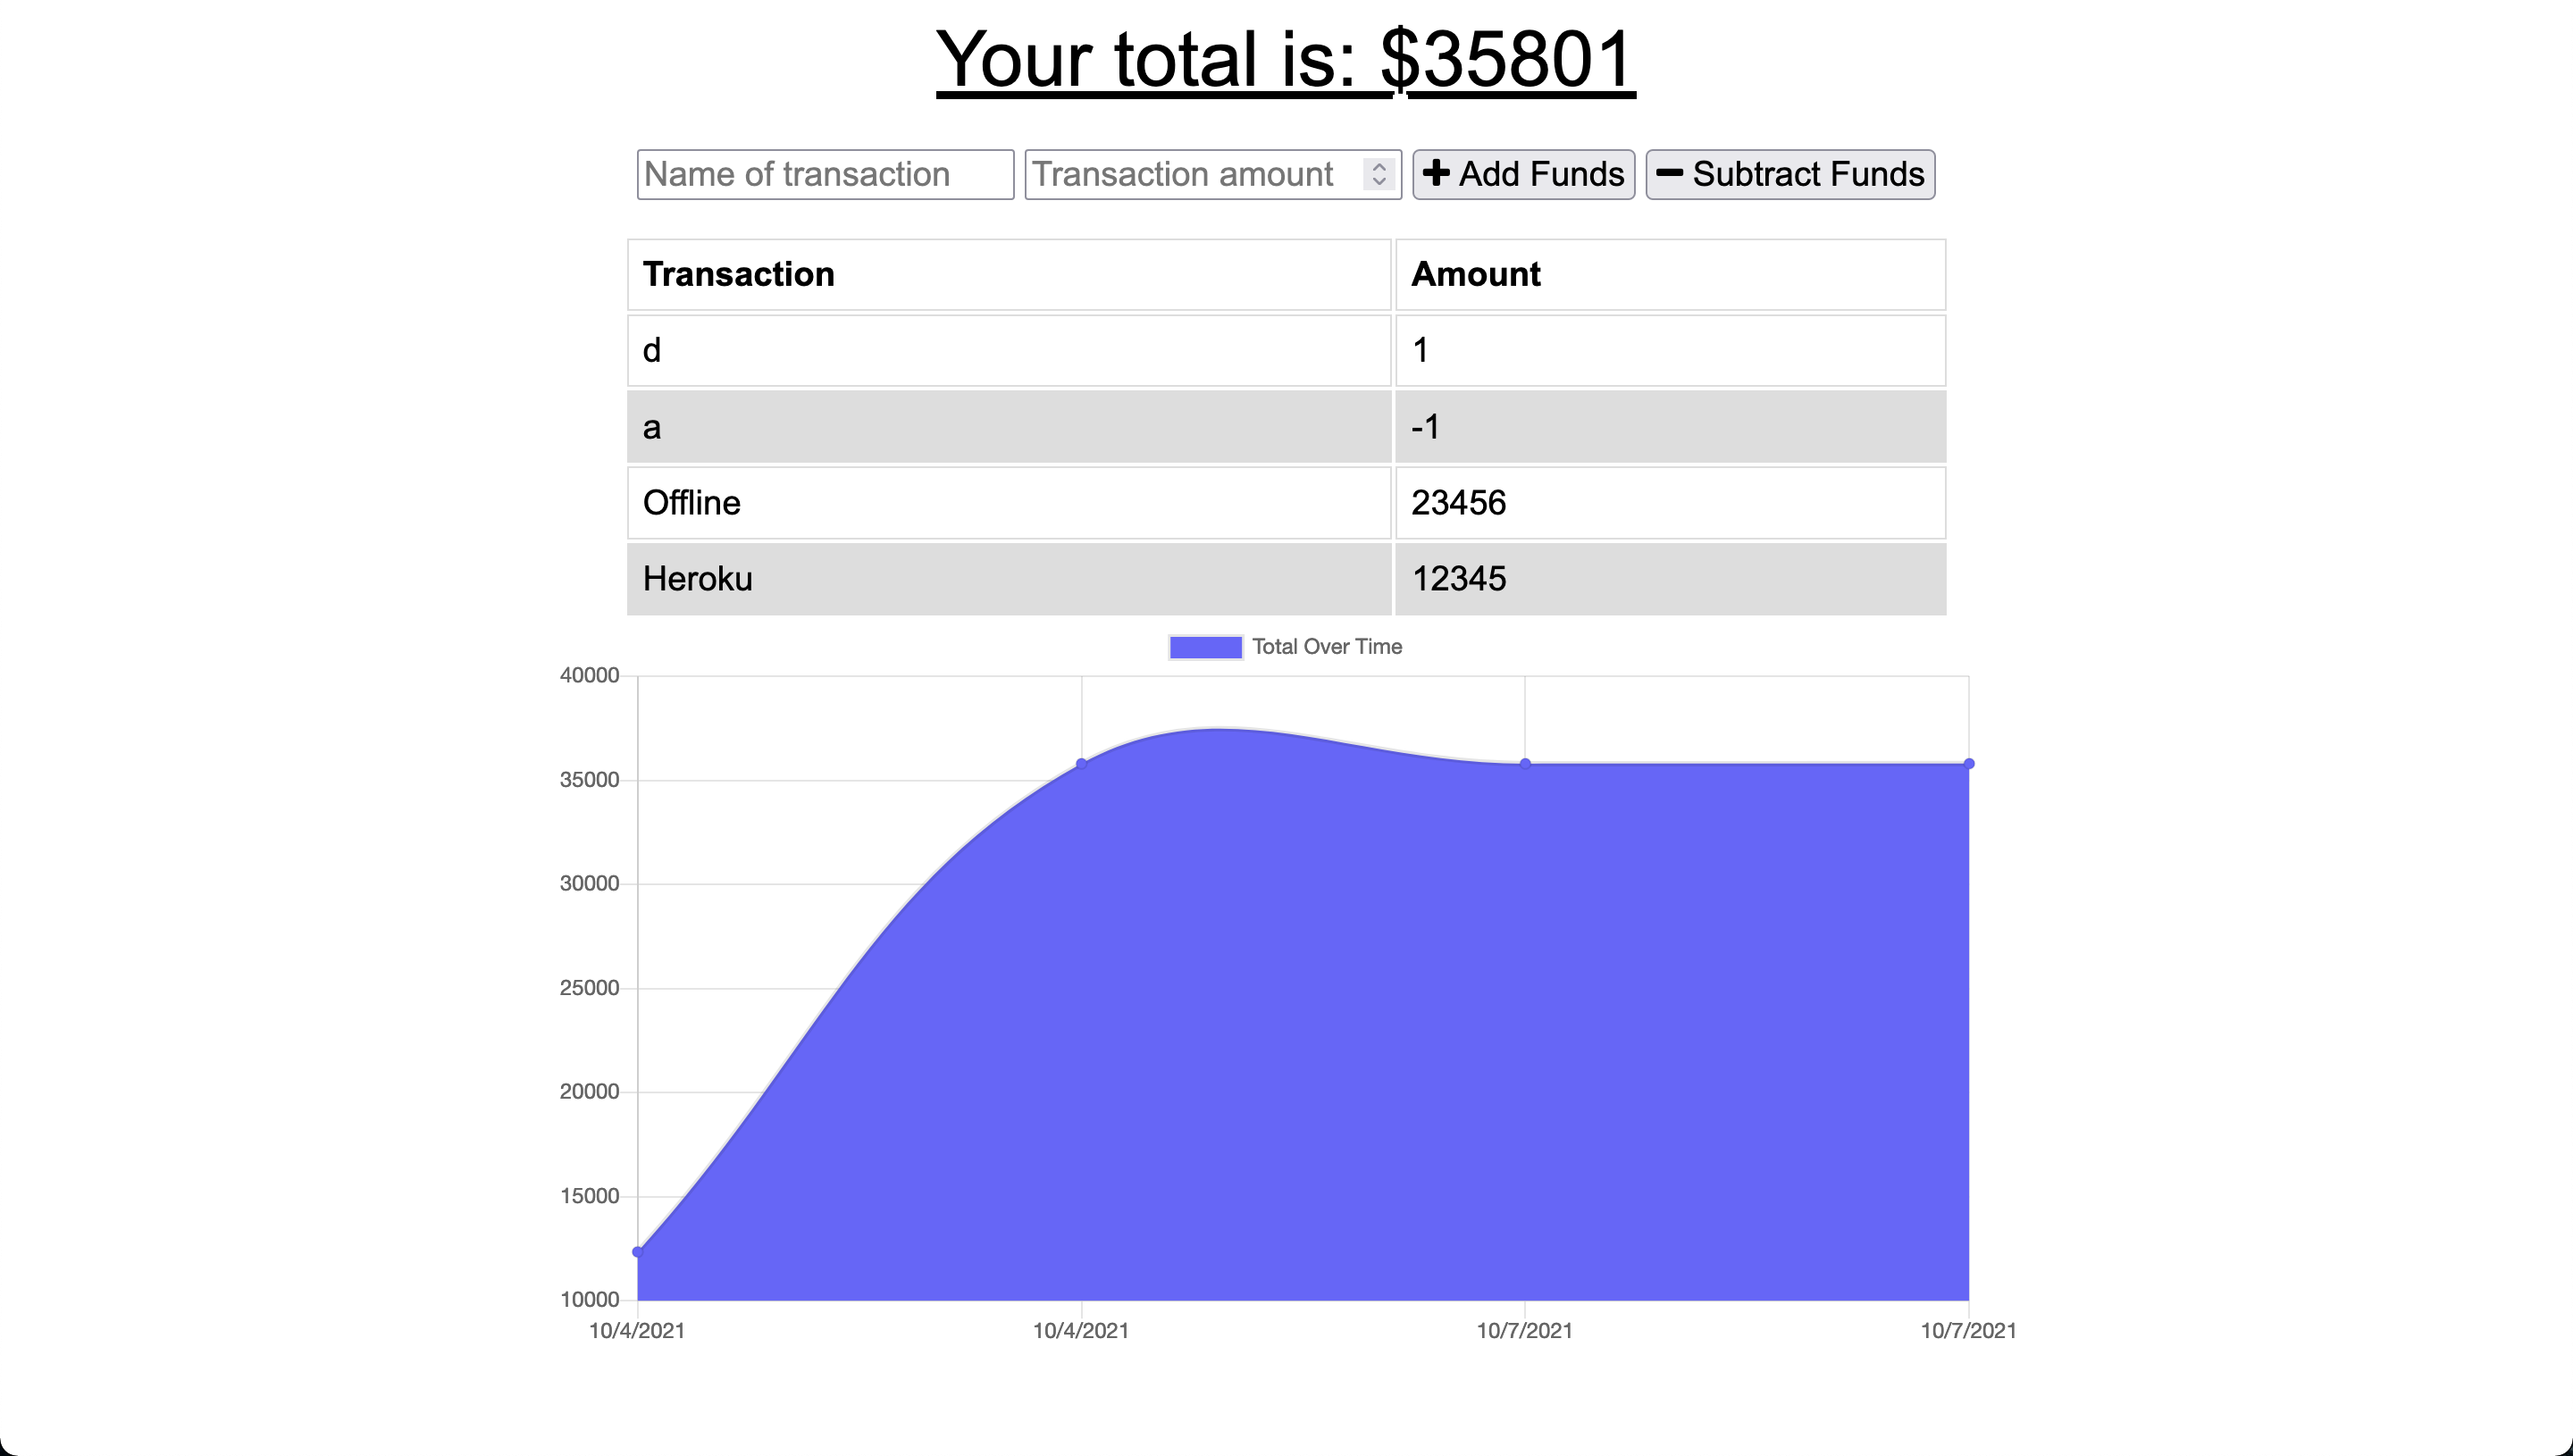 Your total is: $35801
Name of transaction Transaction amount Add Funds Subtract Funds
Transaction Amount
d 1
a -1
Offline 23456
Heroku 12345
Total Over Time
40000
35000
30000
25000
20000
15000
10000
10/4/2021 10/4/2021 10/7/2021 10/7/2021